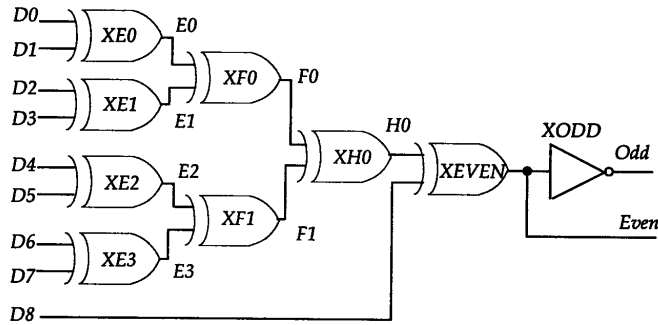 D0
D1
XE0
E0
D2
D3
XE1
E1
XF0
F0
D4
D5
XE2
E2
D6
D7
XE3
E3
XF1
F1
XH0
H0
XEVEN
XODD
Odd
Even
D8